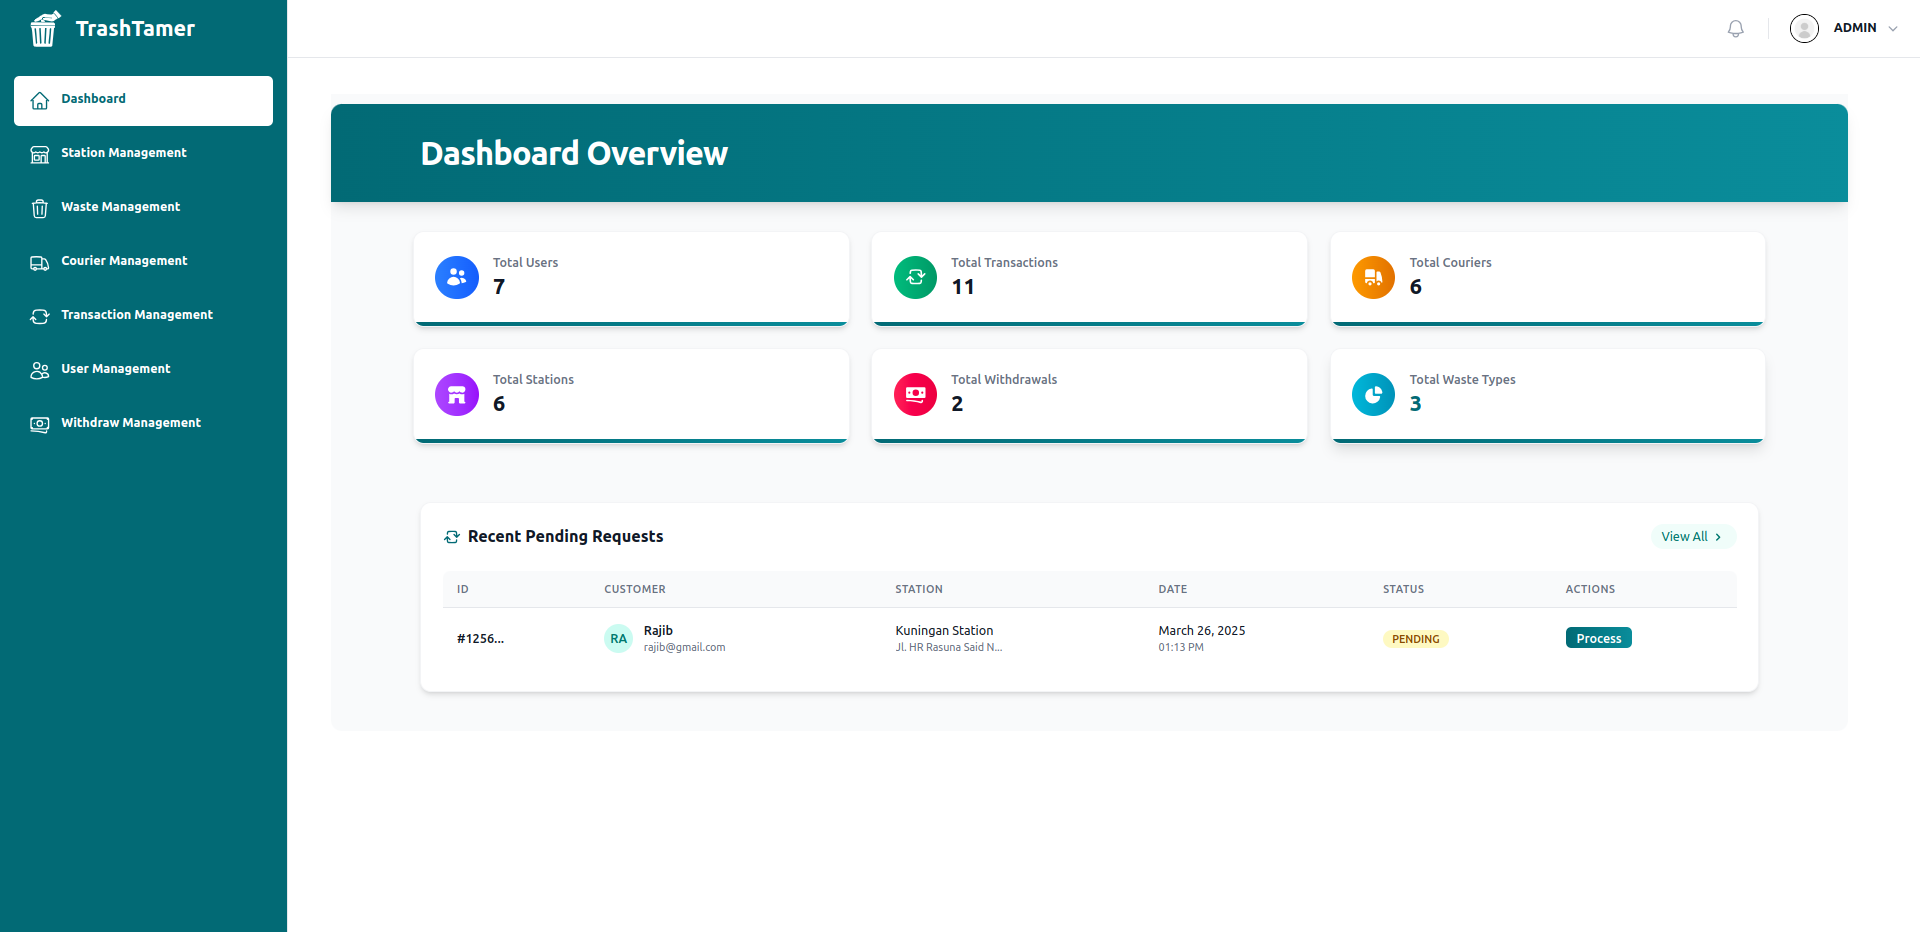 TrashTamer
ADMIN
Dashboard
Station Management
Waste Management
Courier Management
Transaction Management
User Management
Withdraw Management
Dashboard Overview
Total Users
7
Total Transactions
11
Total Couriers
6
Total Stations
6
Total Withdrawals
2
Total Waste Types
3
Recent Pending Requests
View All
ID CUSTOMER STATION DATE STATUS ACTIONS
#1256...
RA
Rajib
rajib@gmail.com
Kuningan Station
Jl. HR Rasuna Said N...
March 26, 2025
01:13 PM
PENDING
Process